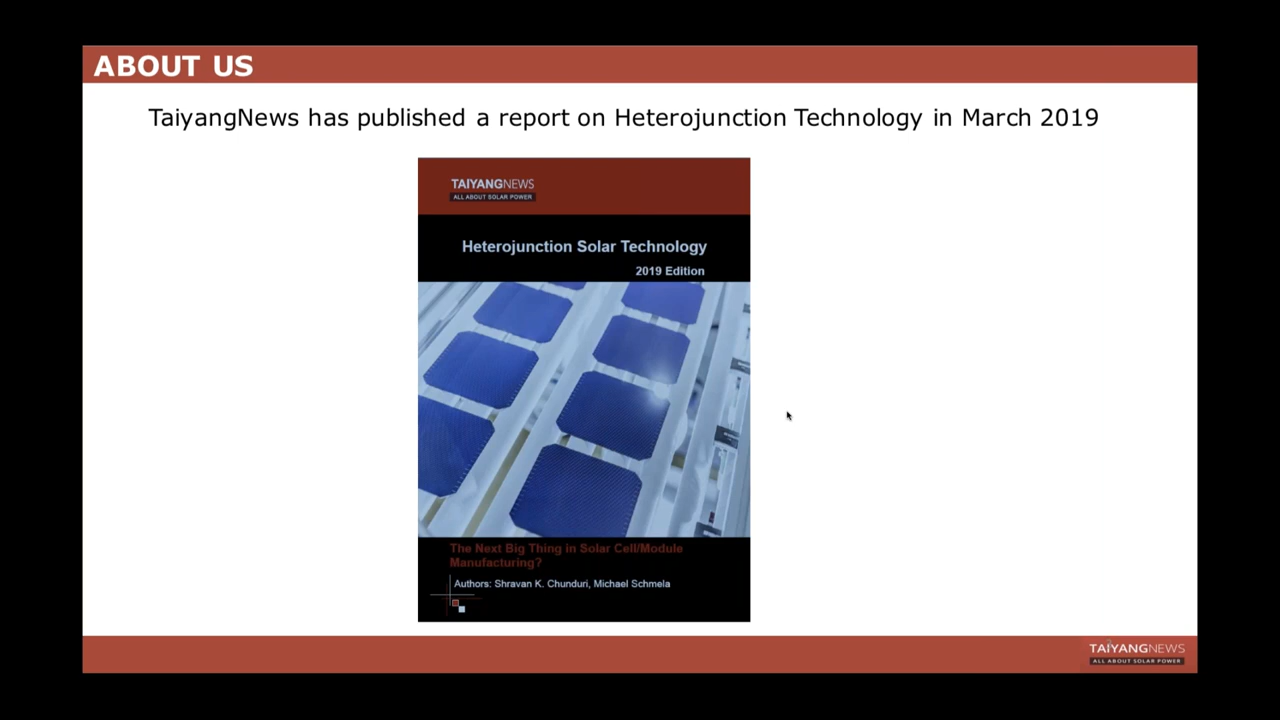 ABOUT US
TaiyangNews has published a report on Heterojunction Technology in March 2019
TAIYANGNEWS
ALL ABOUT SOLAR POWER
Heterojunction Solar Technology
2019 Edition
The Next Big Thing in Solar Cell/Module
Manufacturing?
Authors: Shravan K. Chunduri, Michael Schmela
TAIYANGNEWS
ALL ABOUT SOLAR POWER